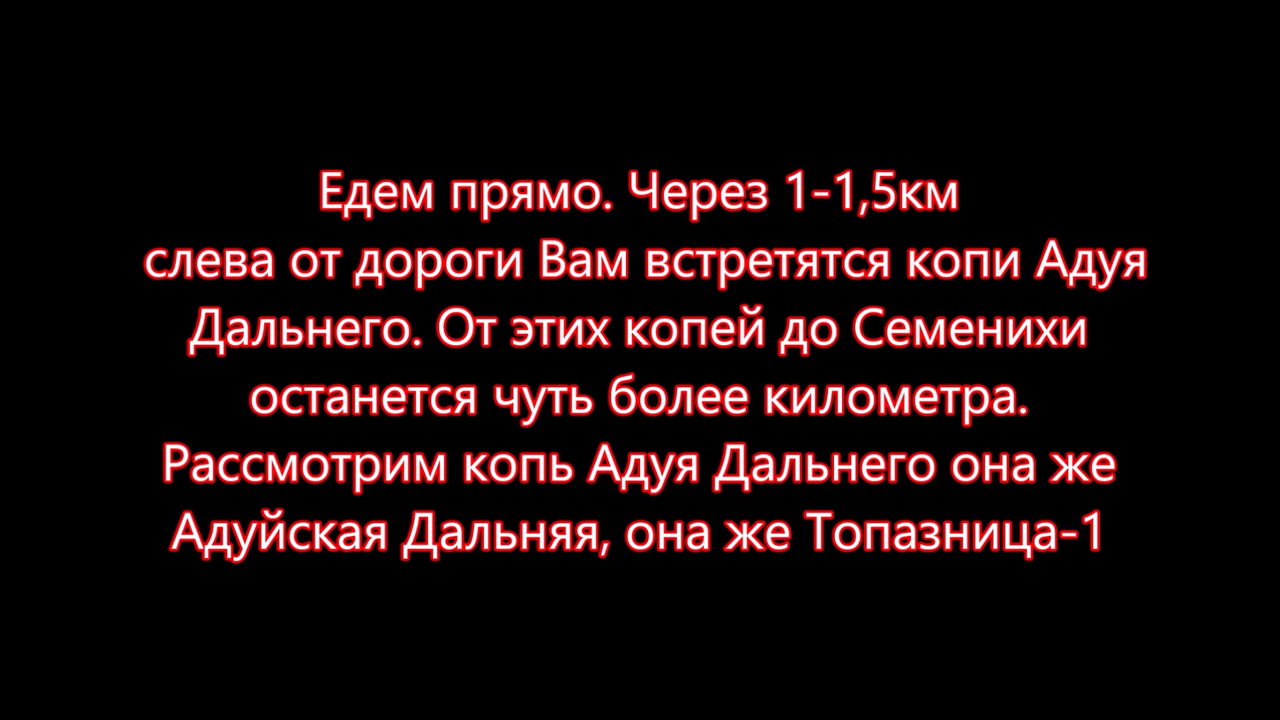 Едем прямо. Через 1-1,5км
слева от дороги Вам встретятся копи Адуя
Дальнего. От этих копей до Семенихи
останется чуть более километра.
Рассмотрим копь Адуя Дальнего она же
Адуйская Дальняя, она же Топазница-1